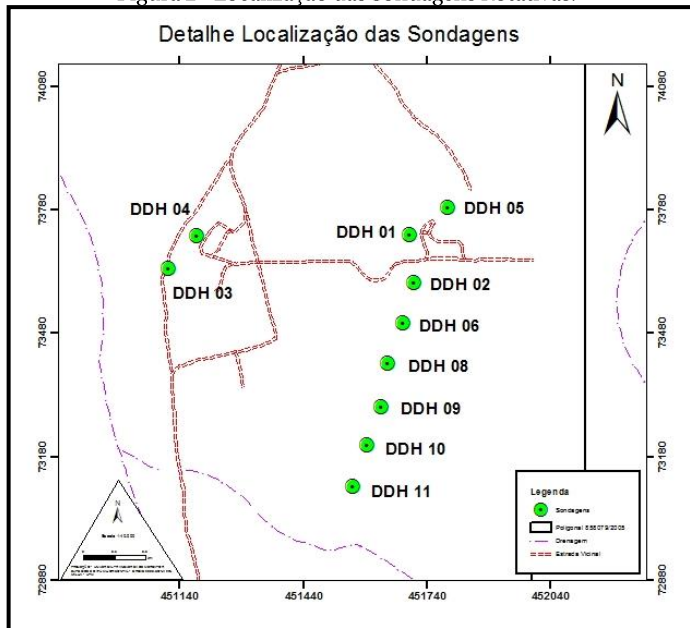 Detalhe Localização das Sondagens
74080
73780
73480
73180
72880
74080
73780
73480
73180
72880
N
DDH 04
DDH 05
DDH 01
DDH 03
DDH 02
DDH 06
DDH 08
DDH 09
DDH 10
DDH 11
Legenda
Sondagens
Drenagem
Estrada Vicinal
N
451140
451440
451740
452040